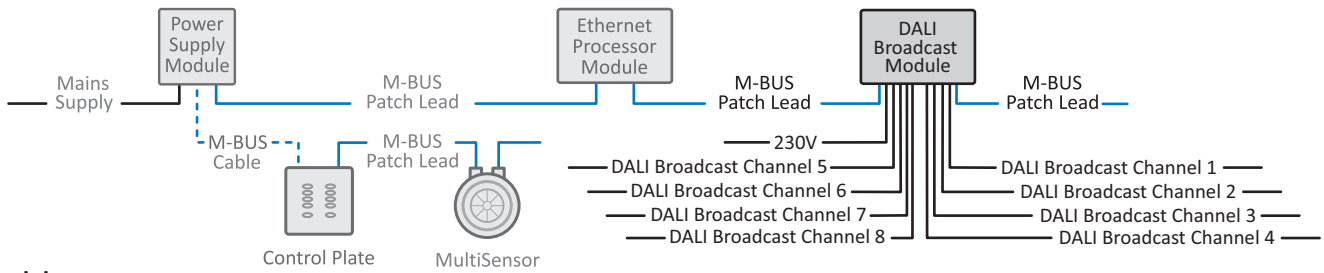 Power
Supply
Module
Ethernet
Processor
Module
DALI
Broadcast
Module
Mains
Supply
M-BUS
Patch Lead
M-BUS
Patch Lead
M-BUS
Patch Lead
M-BUS
Cable
M-BUS
Patch Lead
230V
DALI Broadcast Channel 5
DALI Broadcast Channel 6
DALI Broadcast Channel 7
DALI Broadcast Channel 8
DALI Broadcast Channel 1
DALI Broadcast Channel 2
DALI Broadcast Channel 3
DALI Broadcast Channel 4
Control Plate
MultiSensor